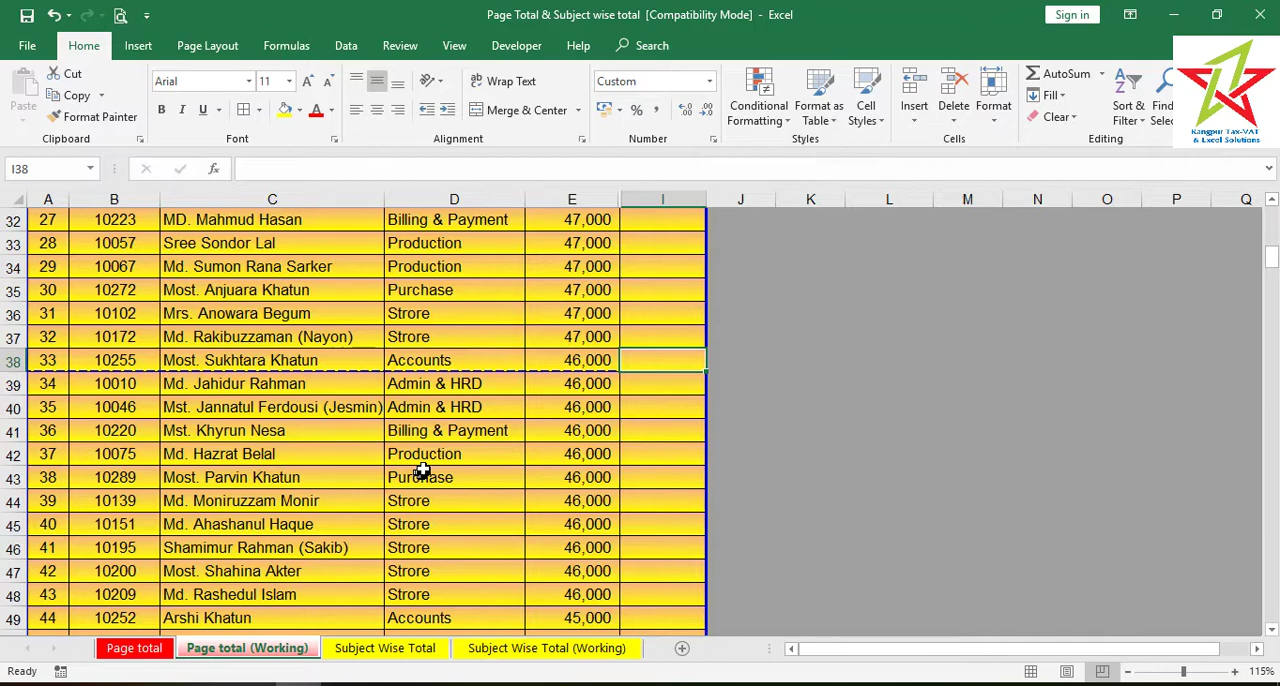 Page Total & Subject wise total [Compatibility Mode] - Excel
Sign in
File Home Insert Page Layout Formulas Data Review View Developer Help Search
Paste
Cut
Copy
Format Painter
Clipboard
Arial 11 A A
B I U A
Font
Wrap Text
Merge & Center
Alignment
Custom
% ,
Number
Conditional Formatting
Format as Table
Cell Styles
Styles
Insert
Delete
Format
Cells
AutoSum
Fill
Clear
Sort & Filter
Editing
Rangpur Tax-VAT
& Excel Solutions
I38 fx
A B C D E I J K L M N O P Q
32 27 10223 MD. Mahmud Hasan Billing & Payment 47,000
33 28 10057 Sree Sondor Lal Production 47,000
34 29 10067 Md. Sumon Rana Sarker Production 47,000
35 30 10272 Most. Anjuara Khatun Purchase 47,000
36 31 10102 Mrs. Anowara Begum Strore 47,000
37 32 10172 Md. Rakibuzzaman (Nayon) Strore 47,000
38 33 10255 Most. Sukhtara Khatun Accounts 46,000
39 34 10010 Md. Jahidur Rahman Admin & HRD 46,000
40 35 10046 Mst. Jannatul Ferdousi (Jesmin) Admin & HRD 46,000
41 36 10220 Mst. Khyrun Nesa Billing & Payment 46,000
42 37 10075 Md. Hazrat Belal Production 46,000
43 38 10289 Most. Parvin Khatun Purchase 46,000
44 39 10139 Md. Moniruzzam Monir Strore 46,000
45 40 10151 Md. Ahashanul Haque Strore 46,000
46 41 10195 Shamimur Rahman (Sakib) Strore 46,000
47 42 10200 Most. Shahina Akter Strore 46,000
48 43 10209 Md. Rashedul Islam Strore 46,000
49 44 10252 Arshi Khatun Accounts 45,000
Page total Page total (Working) Subject Wise Total Subject Wise Total (Working)
Ready 115%